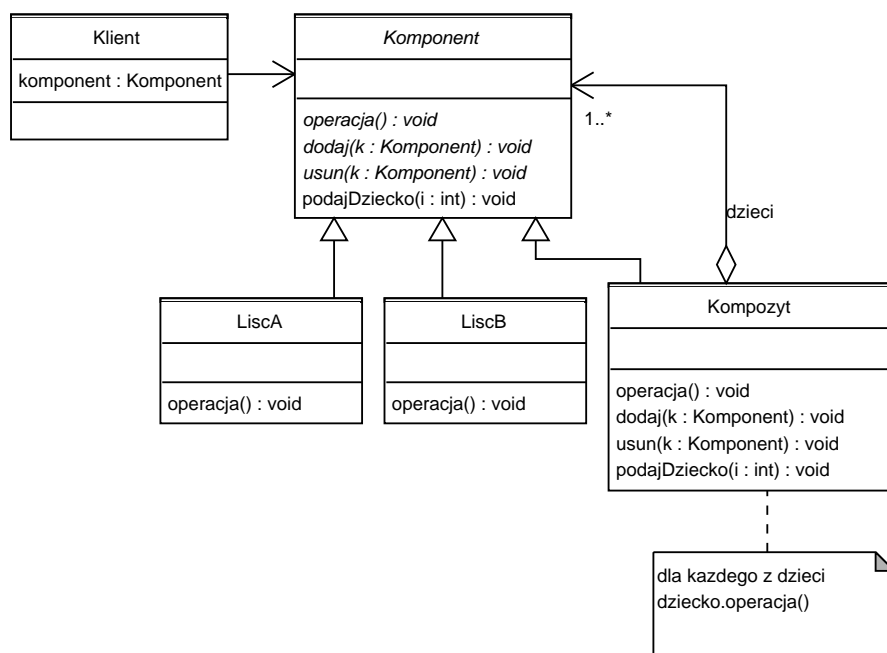 Klient
komponent : Komponent
Komponent
operacja() : void
dodaj(k : Komponent) : void
usun(k : Komponent) : void
podajDziecko(i : int) : void
1..*
dzieci
LiscA
operacja() : void
LiscB
operacja() : void
Kompozyt
operacja() : void
dodaj(k : Komponent) : void
usun(k : Komponent) : void
podajDziecko(i : int) : void
dla kazdego z dzieci
dziecko.operacja()